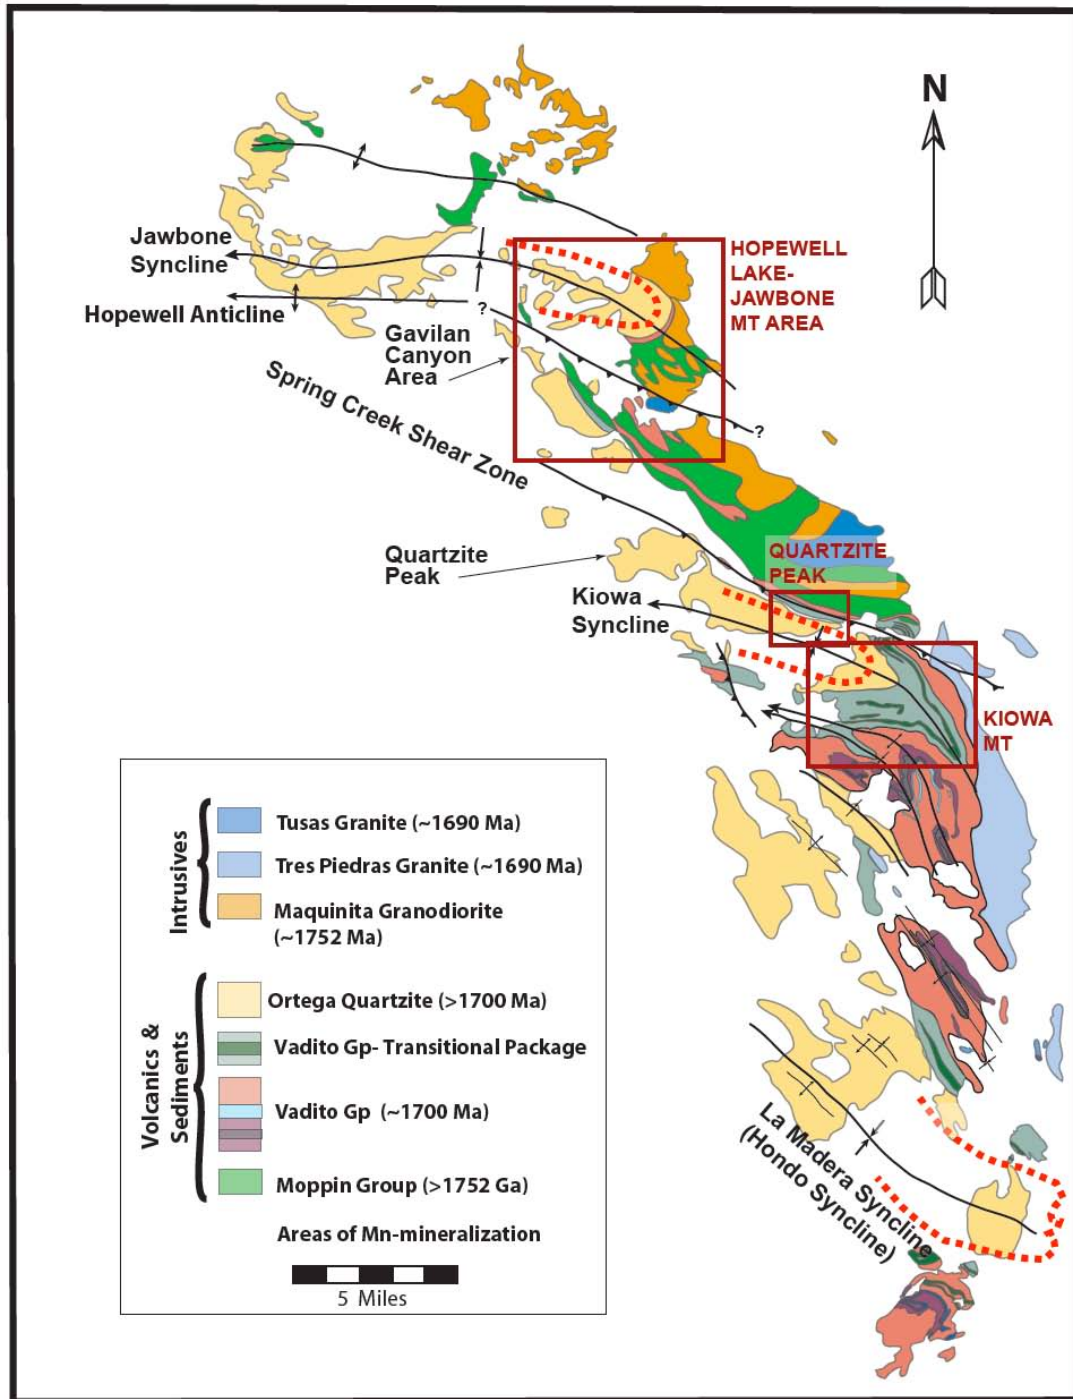 N
Jawbone
Syncline
Hopewell Anticline
?
HOPEWELL
LAKE-
JAWBONE
MT AREA
Gavilan
Canyon
Area
Spring Creek Shear Zone
?
Quartzite
Peak
QUARTZITE
PEAK
Kiowa
Syncline
KIOWA
MT
Intrusives
Tusas Granite (~1690 Ma)
Tres Piedras Granite (~1690 Ma)
Maquinita Granodiorite
(~1752 Ma)
Volcanics &
Sediments
Ortega Quartzite (>1700 Ma)
Vadito Gp- Transitional Package
Vadito Gp (~1700 Ma)
Moppin Group (>1752 Ga)
Areas of Mn-mineralization
5 Miles
La Madera Syncline
(Hondo Syncline)